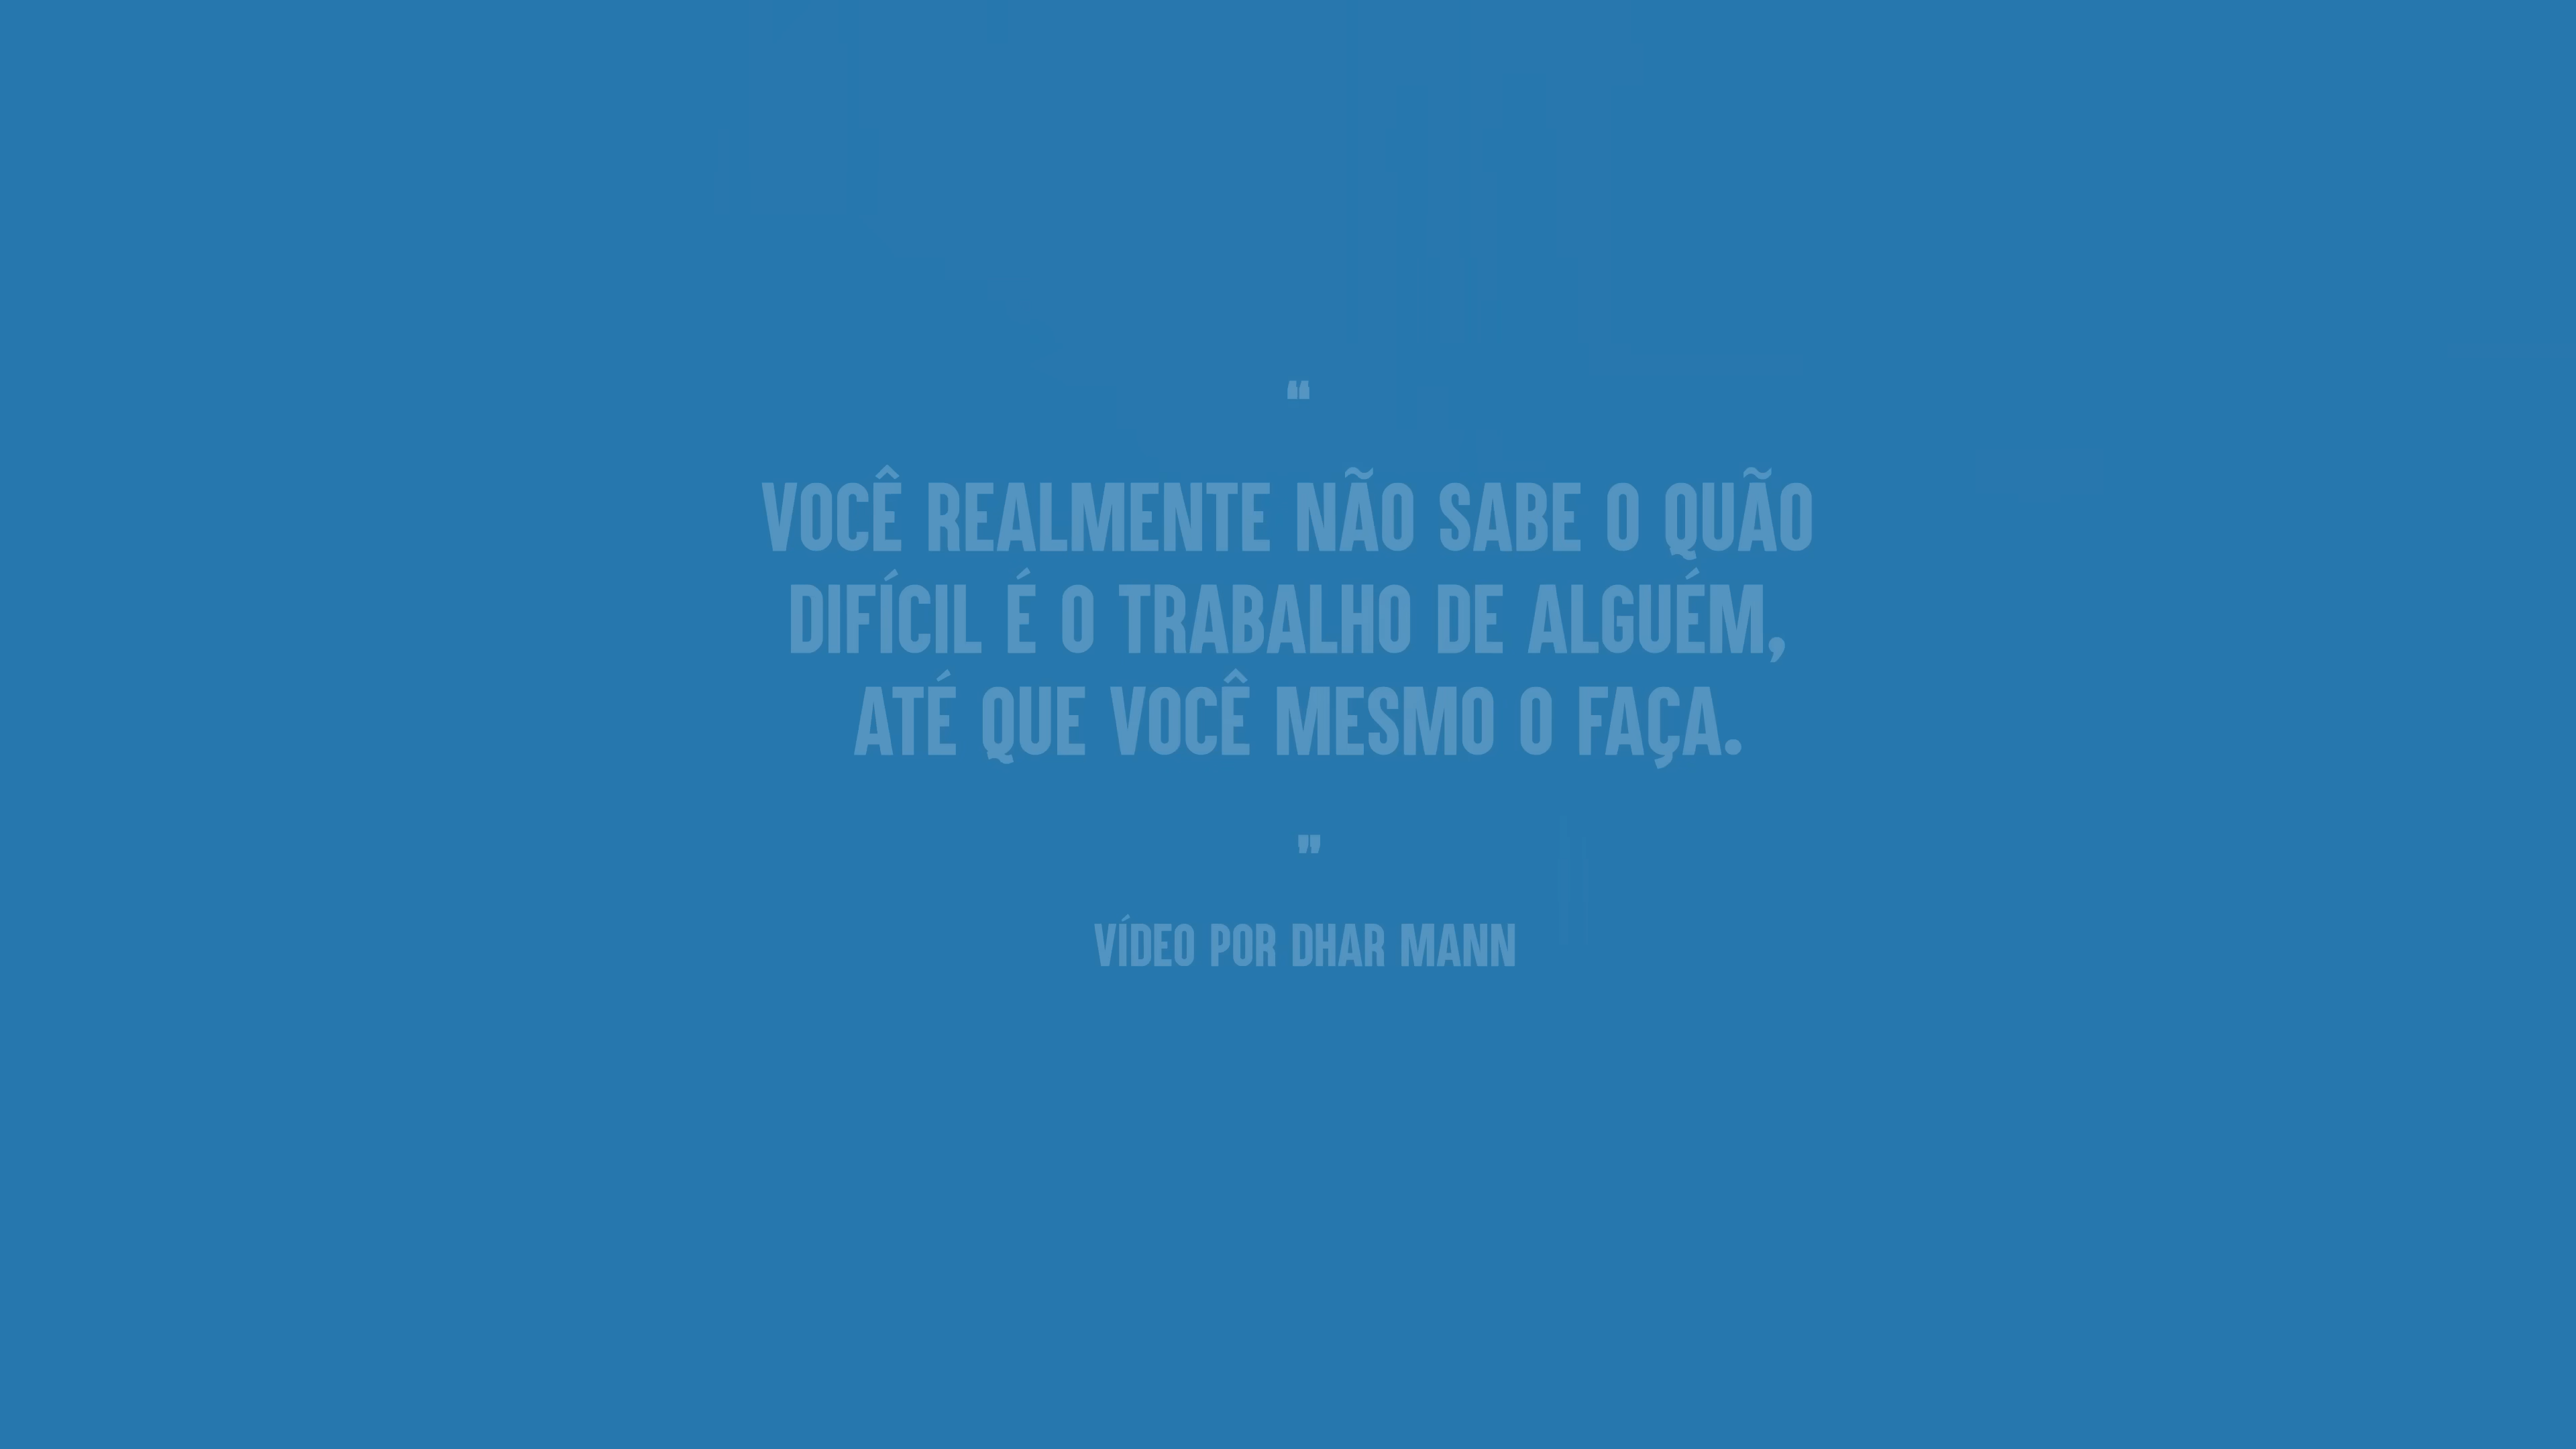 “
VOCÊ REALMENTE NÃO SABE O QUÃO
DIFÍCIL É O TRABALHO DE ALGUÉM,
ATÉ QUE VOCÊ MESMO O FAÇA.
”
VÍDEO POR DHAR MANN